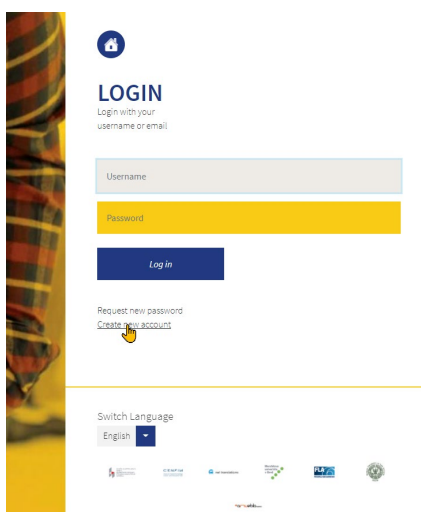 LOGIN
Login with your
username or email
Username
Password
Log in
Request new password
Create new account
Switch Language
English
FLA